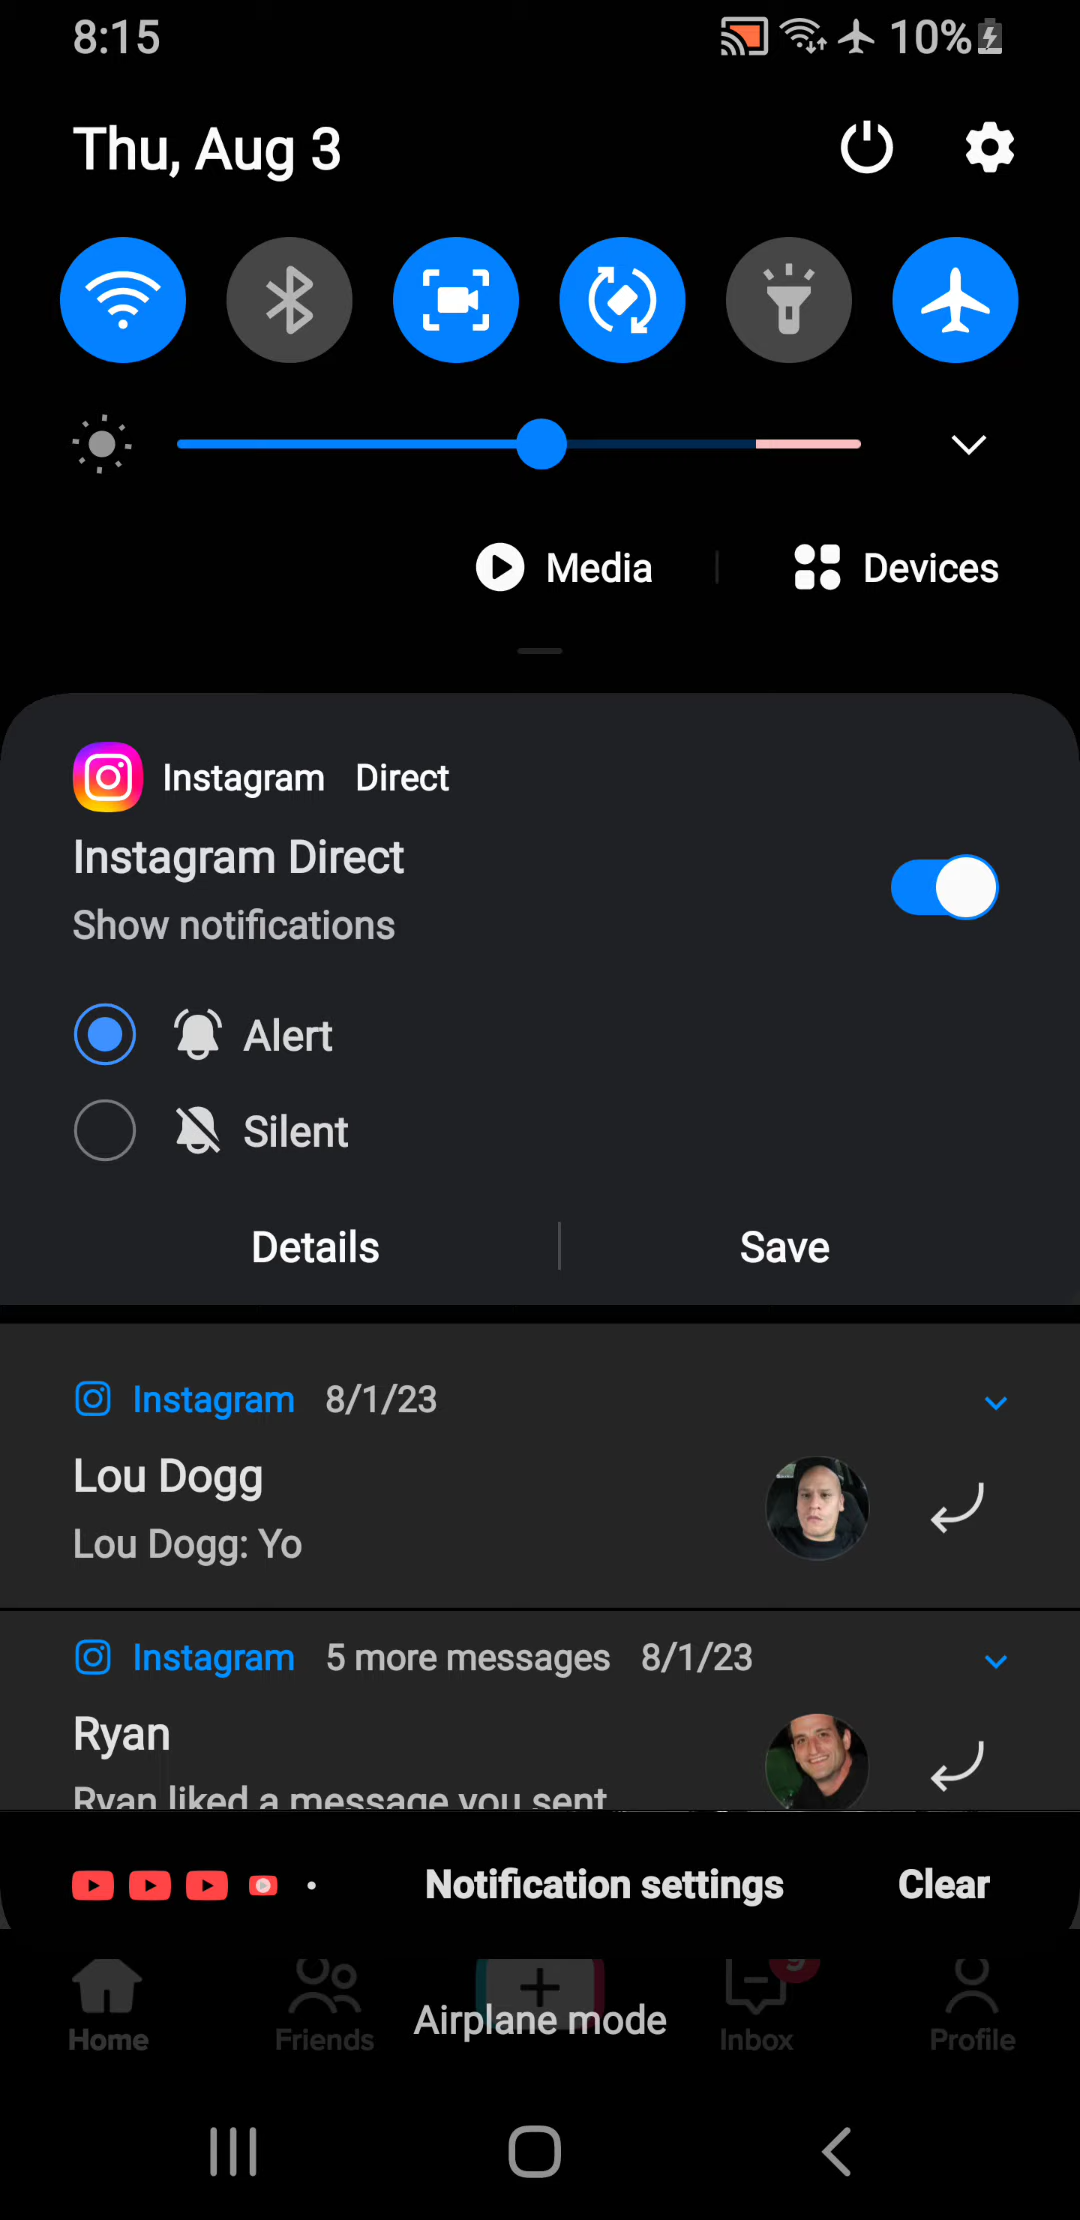 8:15 10%
Thu, Aug 3
Media Devices
Instagram Direct
Instagram Direct
Show notifications
Alert
Silent
Details Save
Instagram 8/1/23
Lou Dogg
Lou Dogg: Yo
Instagram 5 more messages 8/1/23
Ryan
Ryan liked a message you sent
Notification settings Clear
9
Airplane mode
Home Friends Inbox Profile